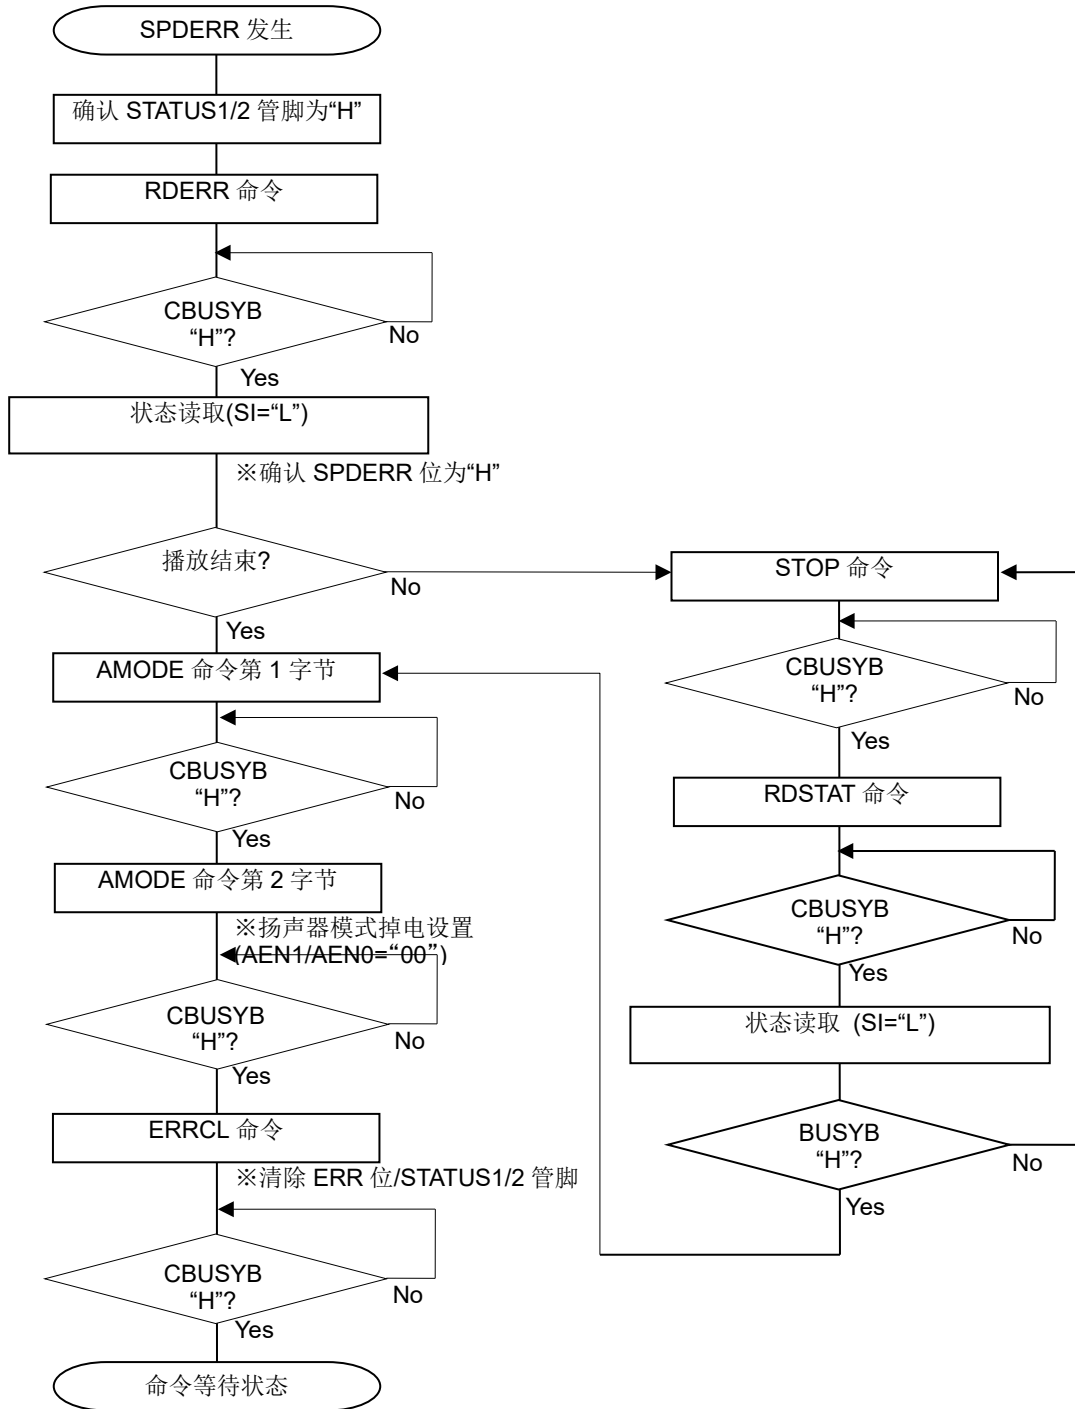 SPDERR 发生
确认 STATUS1/2 管脚为“H”
RDERR 命令
CBUSYB
“H”?
No
Yes
状态读取(SI=“L”)
※确认 SPDERR 位为“H”
播放结束?
No
Yes
AMODE 命令第 1 字节
CBUSYB
“H”?
No
Yes
AMODE 命令第 2 字节
※扬声器模式掉电设置
(AEN1/AEN0=“00”)
CBUSYB
“H”?
No
Yes
ERRCL 命令
※清除 ERR 位/STATUS1/2 管脚
CBUSYB
“H”?
No
Yes
命令等待状态
STOP 命令
CBUSYB
“H”?
No
Yes
RDSTAT 命令
CBUSYB
“H”?
No
Yes
状态读取 (SI=“L”)
BUSYB
“H”?
No
Yes